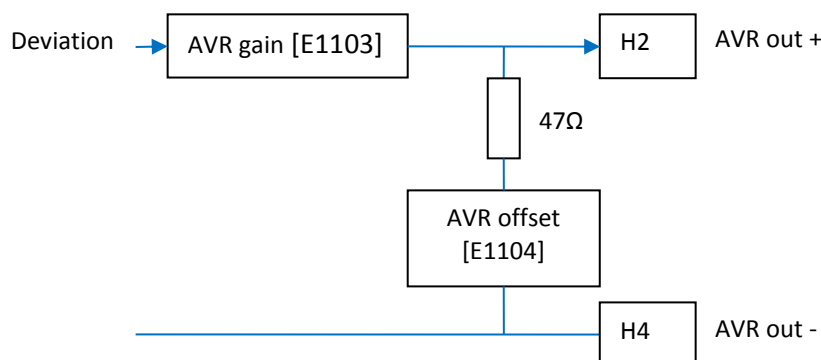 Deviation
AVR gain [E1103]
H2
AVR out +
47Ω
AVR offset
[E1104]
H4
AVR out -